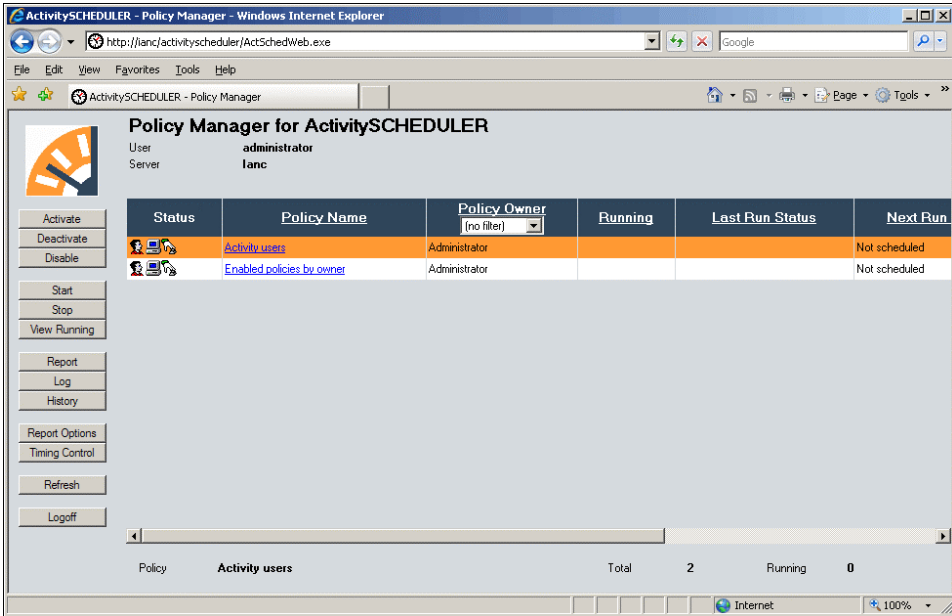 ActivitySCHEDULER - Policy Manager - Windows Internet Explorer
http://ianc/activityscheduler/ActSchedWeb.exe
Google
File Edit View Favorites Tools Help
ActivitySCHEDULER - Policy Manager
Page Tools »
Policy Manager for ActivitySCHEDULER
User administrator
Server Ianc
Status Policy Name Policy Owner Running Last Run Status Next Run
(no filter)
Activity users Administrator Not scheduled
Enabled policies by owner Administrator Not scheduled
Activate
Deactivate
Disable
Start
Stop
View Running
Report
Log
History
Report Options
Timing Control
Refresh
Logoff
Policy Activity users Total 2 Running 0
Internet 100%